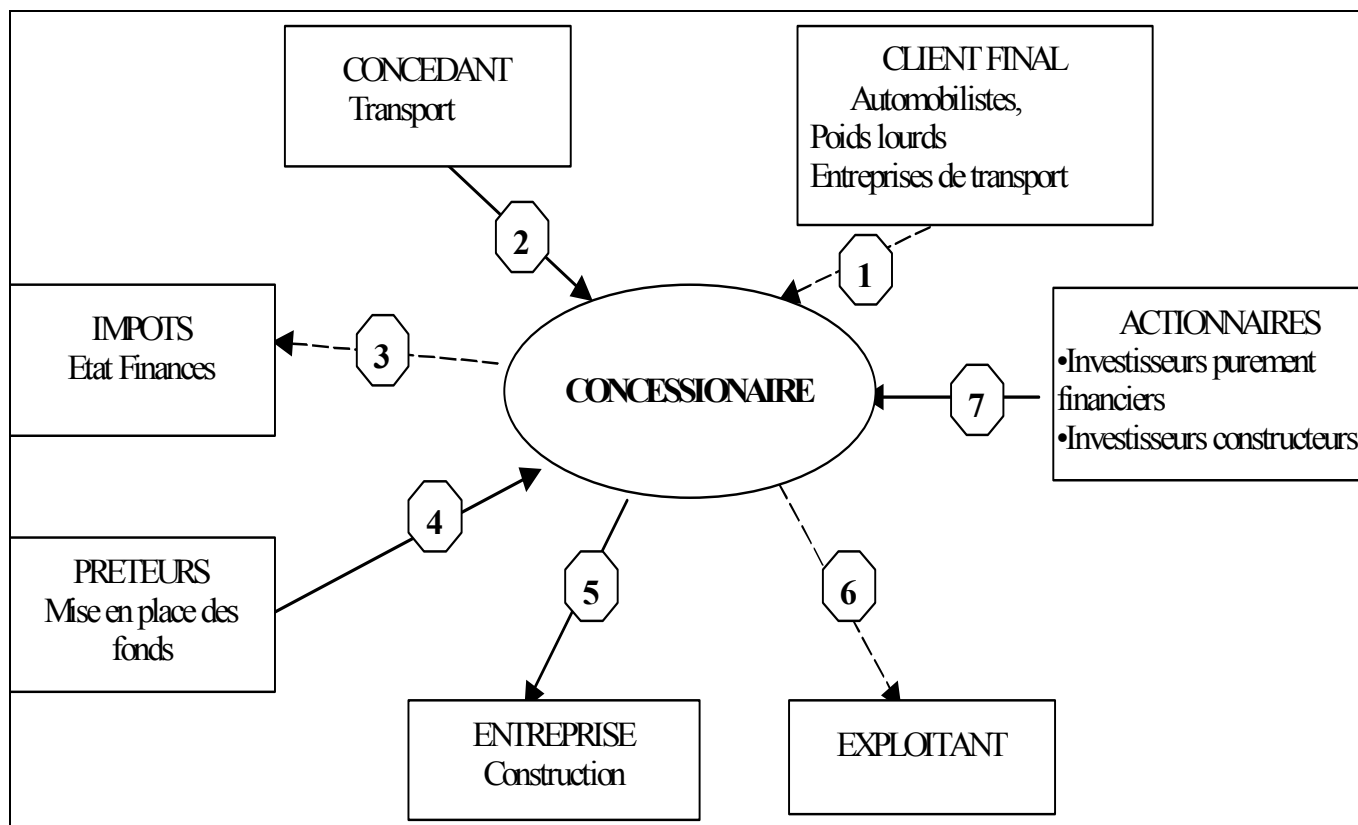 CONCEDANT
Transport
CLIENT FINAL
Automobilistes,
Poids lourds
Entreprises de transport
2
1
IMPOTS
Etat Finances
3
CONCESSIONAIRE
7
ACTIONNAIRES
•Investisseurs purement
financiers
•Investisseurs constructeurs
4
PRETEURS
Mise en place des
fonds
5
6
ENTREPRISE
Construction
EXPLOITANT